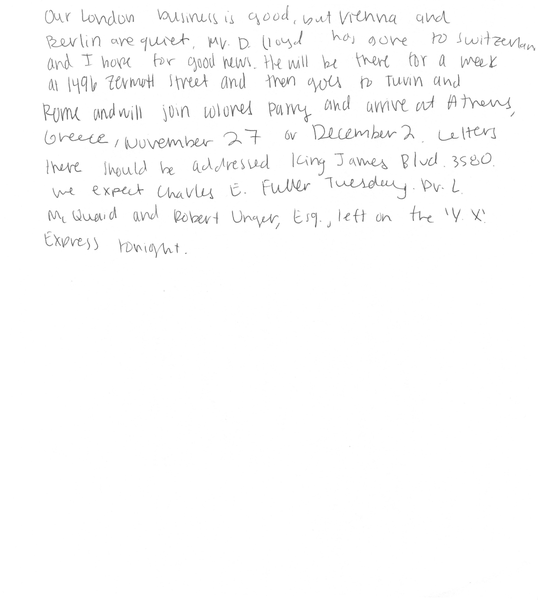 Our London business is good, but Vienna and
Berlin are quiet. Mr. D. Lloyd has gone to Switzerlan
and I hope for good news. He will be there for a week
at 1496 Zermott Street and then goes to Turin and
Rome and will join Colonel Parry and arrive at Athens,
Greece, November 27 or December 2. Letters
there should be addressed King James Blvd. 3580.
we expect Charles E. Fuller Tuesday. Dr. L.
McQuaid and Robert Unger, Esq., left on the 'Y. X.'
Express tonight.